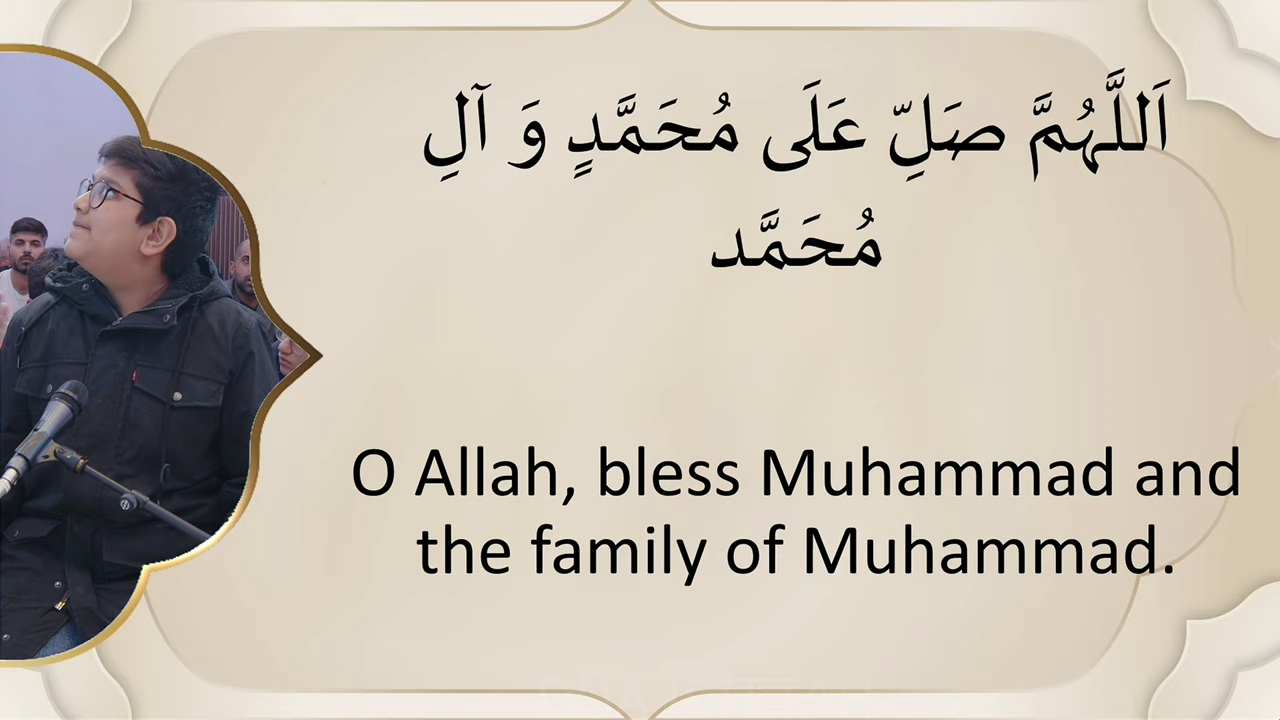 اَللَّهُمَّ صَلِّ عَلَى مُحَمَّدٍ وَ آلِ
مُحَمَّد
O Allah, bless Muhammad and
the family of Muhammad.